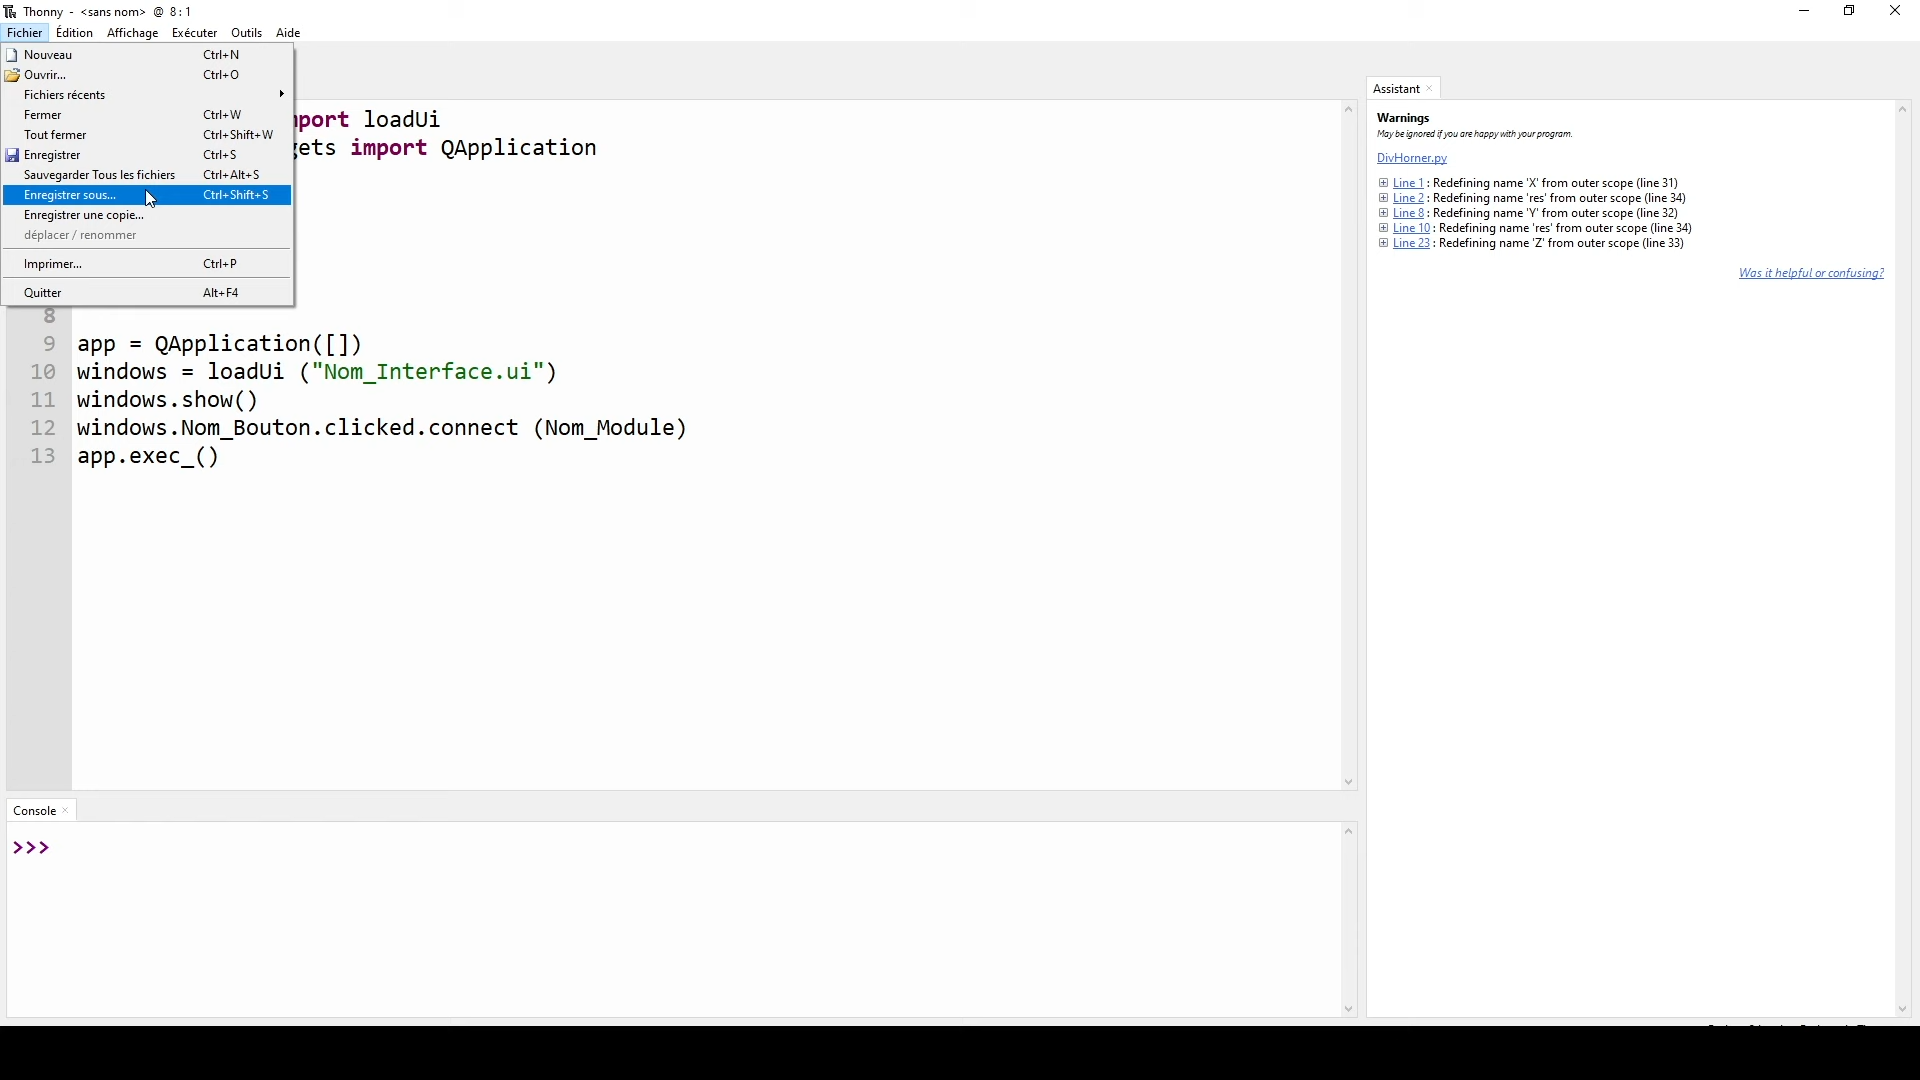 Thonny - <sans nom> @ 8:1
Fichier Édition Affichage Exécuter Outils Aide
Nouveau Ctrl+N
Ouvrir... Ctrl+O
Fichiers récents
Fermer Ctrl+W
Tout fermer Ctrl+Shift+W
Enregistrer Ctrl+S
Sauvegarder Tous les fichiers Ctrl+Alt+S
Enregistrer sous... Ctrl+Shift+S
Enregistrer une copie...
déplacer / renommer
Imprimer... Ctrl+P
Quitter Alt+F4
port loadUi
ets import QApplication
8
9 app = QApplication([])
10 windows = loadUi ("Nom_Interface.ui")
11 windows.show()
12 windows.Nom_Bouton.clicked.connect (Nom_Module)
13 app.exec_()
Console
>>>
Assistant
Warnings
May be ignored if you are happy with your program.
DivHorner.py
Line 1 : Redefining name 'X' from outer scope (line 31)
Line 2 : Redefining name 'res' from outer scope (line 34)
Line 8 : Redefining name 'Y' from outer scope (line 32)
Line 10 : Redefining name 'res' from outer scope (line 34)
Line 23 : Redefining name 'Z' from outer scope (line 33)
Was it helpful or confusing?